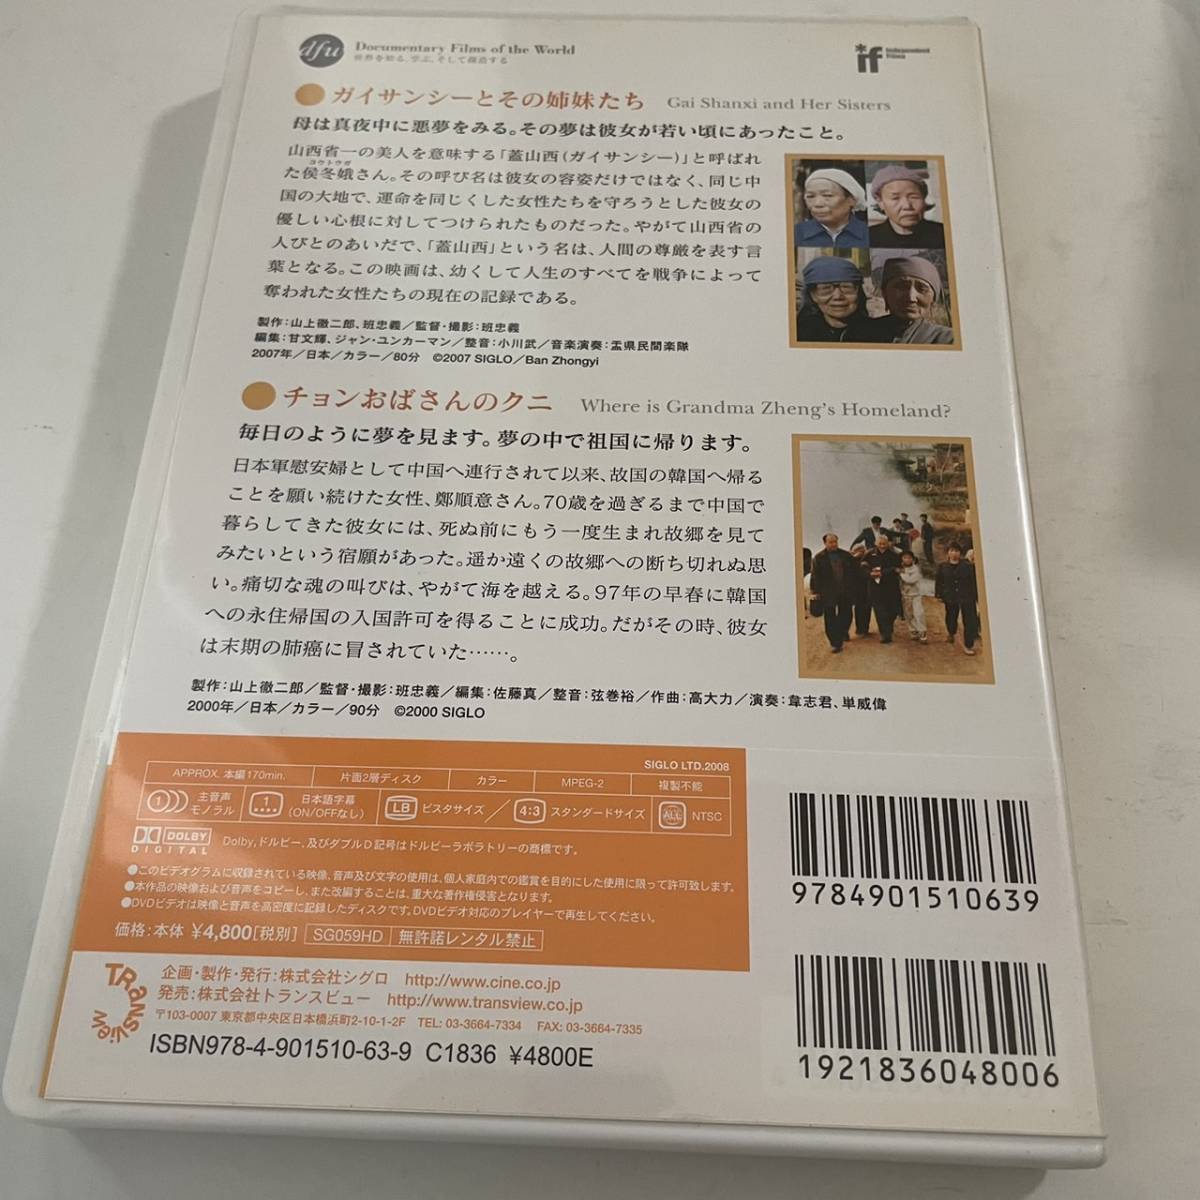 dfu
Documentary Films of the World
世界を知る、学ぶ、そして創造する
*if Independent Films
ガイサンシーとその姉妹たち Gai Shanxi and Her Sisters
母は真夜中に悪夢をみる。その夢は彼女が若い頃にあったこと。
山西省一の美人を意味する「蓋山西(ガイサンシー)」と呼ばれ
コウトウガ
た侯冬娥さん。その呼び名は彼女の容姿だけではなく、同じ中
国の大地で、運命を同じくした女性たちを守ろうとした彼女の
優しい心根に対してつけられたものだった。やがて山西省の
人びとのあいだで、「蓋山西」という名は、人間の尊厳を表す言
葉となる。この映画は、幼くして人生のすべてを戦争によって
奪われた女性たちの現在の記録である。
製作:山上徹二郎、班忠義/監督・撮影:班忠義
編集:甘文輝、ジャン・ユンカーマン/整音:小川武/音楽演奏:盂県民間楽隊
2007年/日本/カラー/80分 ©2007 SIGLO/Ban Zhongyi
チョンおばさんのクニ Where is Grandma Zheng's Homeland?
毎日のように夢を見ます。夢の中で祖国に帰ります。
日本軍慰安婦として中国へ連行されて以来、故国の韓国へ帰る
ことを願い続けた女性、鄭順意さん。70歳を過ぎるまで中国で
暮らしてきた彼女には、死ぬ前にもう一度生まれ故郷を見て
みたいという宿願があった。遥か遠くの故郷への断ち切れぬ思
い。痛切な魂の叫びは、やがて海を越える。97年の早春に韓国
への永住帰国の入国許可を得ることに成功。だがその時、彼女
は末期の肺癌に冒されていた……。
製作:山上徹二郎/監督・撮影:班忠義/編集:佐藤真/整音:弦巻裕/作曲:高大力/演奏:韋志君、単威偉
2000年/日本/カラー/90分 ©2000 SIGLO
SIGLO LTD.2008
APPROX. 本編170min. 片面2層ディスク カラー MPEG-2 複製不能
1 主音声 モノラル 1 日本語字幕 (ON/OFFなし) LB ビスタサイズ / 4:3 スタンダードサイズ ALL NTSC
DOLBY DIGITAL Dolby、ドルビー、及びダブルD記号はドルビーラボラトリーの商標です。
●このビデオグラムに収録されている映像、音声及び文字の使用は、個人家庭内での鑑賞を目的にした使用に限って許可致します。
●本作品の映像および音声をコピーし、また改編することは、重大な著作権侵害となります。
●DVDビデオは映像と音声を高密度に記録したディスクです。DVDビデオ対応のプレイヤーで再生してください。
価格:本体 ¥4,800[税別] SG059HD 無許諾レンタル禁止
TRansview
企画・製作・発行:株式会社シグロ http://www.cine.co.jp
発売:株式会社トランスビュー http://www.transview.co.jp
〒103-0007 東京都中央区日本橋浜町2-10-1-2F TEL: 03-3664-7334 FAX: 03-3664-7335
ISBN978-4-901510-63-9 C1836 ¥4800E
9784901510639
1921836048006